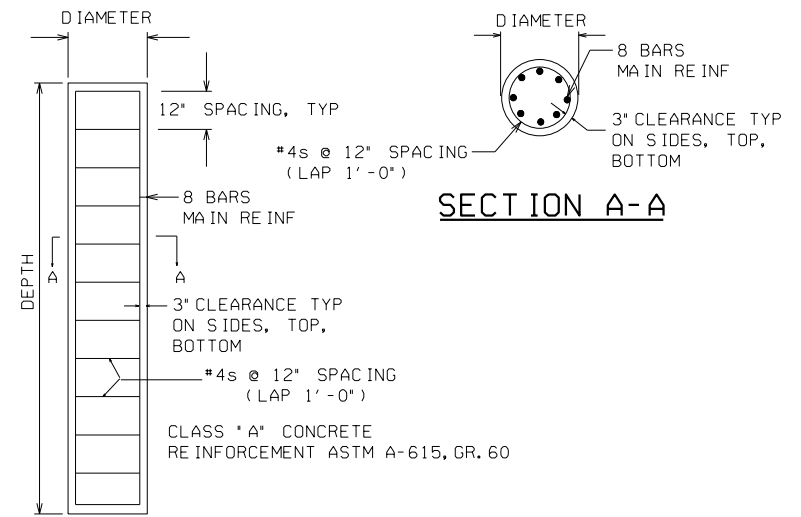 DIAMETER
12" SPACING, TYP
8 BARS
MAIN REINF
A
A
DEPTH
3" CLEARANCE TYP
ON SIDES, TOP,
BOTTOM
#4s @ 12" SPACING
(LAP 1'-0")
CLASS "A" CONCRETE
REINFORCEMENT ASTM A-615, GR. 60
DIAMETER
8 BARS
MAIN REINF
3" CLEARANCE TYP
ON SIDES, TOP,
BOTTOM
#4s @ 12" SPACING
(LAP 1'-0")
SECTION A-A